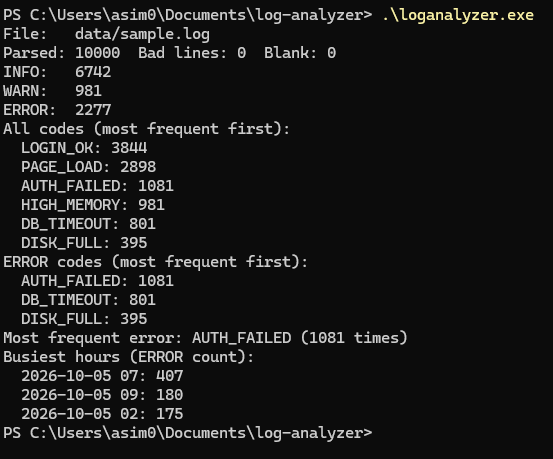 PS C:\Users\asim0\Documents\log-analyzer> .\loganalyzer.exe
File:   data/sample.log
Parsed: 10000  Bad lines: 0  Blank: 0
INFO:   6742
WARN:   981
ERROR:  2277
All codes (most frequent first):
  LOGIN_OK: 3844
  PAGE_LOAD: 2898
  AUTH_FAILED: 1081
  HIGH_MEMORY: 981
  DB_TIMEOUT: 801
  DISK_FULL: 395
ERROR codes (most frequent first):
  AUTH_FAILED: 1081
  DB_TIMEOUT: 801
  DISK_FULL: 395
Most frequent error: AUTH_FAILED (1081 times)
Busiest hours (ERROR count):
  2026-10-05 07: 407
  2026-10-05 09: 180
  2026-10-05 02: 175
PS C:\Users\asim0\Documents\log-analyzer>